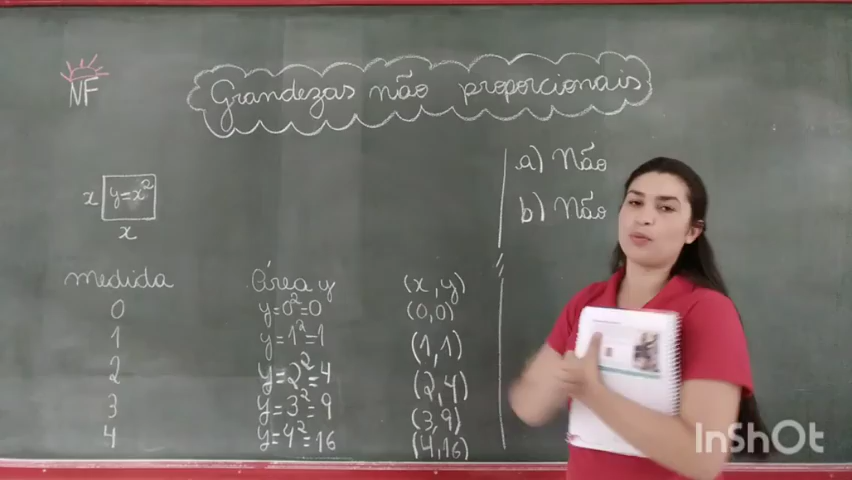 NF
Grandezas não proporcionais
a) Não
b) Não
x y=x²
x
medida Área y (x,y)
0 y=0²=0 (0,0)
1 y=1²=1 (1,1)
2 y=2²=4 (2,4)
3 y=3²=9 (3,9)
4 y=4²=16 (4,16)
InShOt